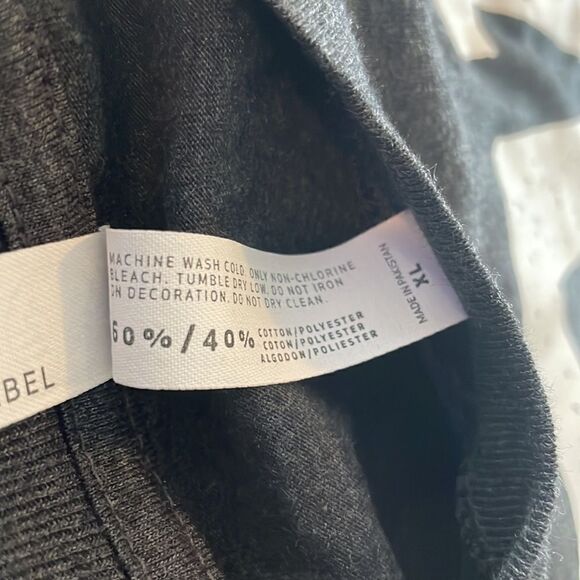 MACHINE WASH COLD. ONLY NON-CHLORINE
BLEACH. TUMBLE DRY LOW. DO NOT IRON
ON DECORATION. DO NOT DRY CLEAN.
60%/40% COTTON/POLYESTER
COTON/POLYESTER
ALGODON/POLIESTER
MADE IN PAKISTAN
XL
BEL